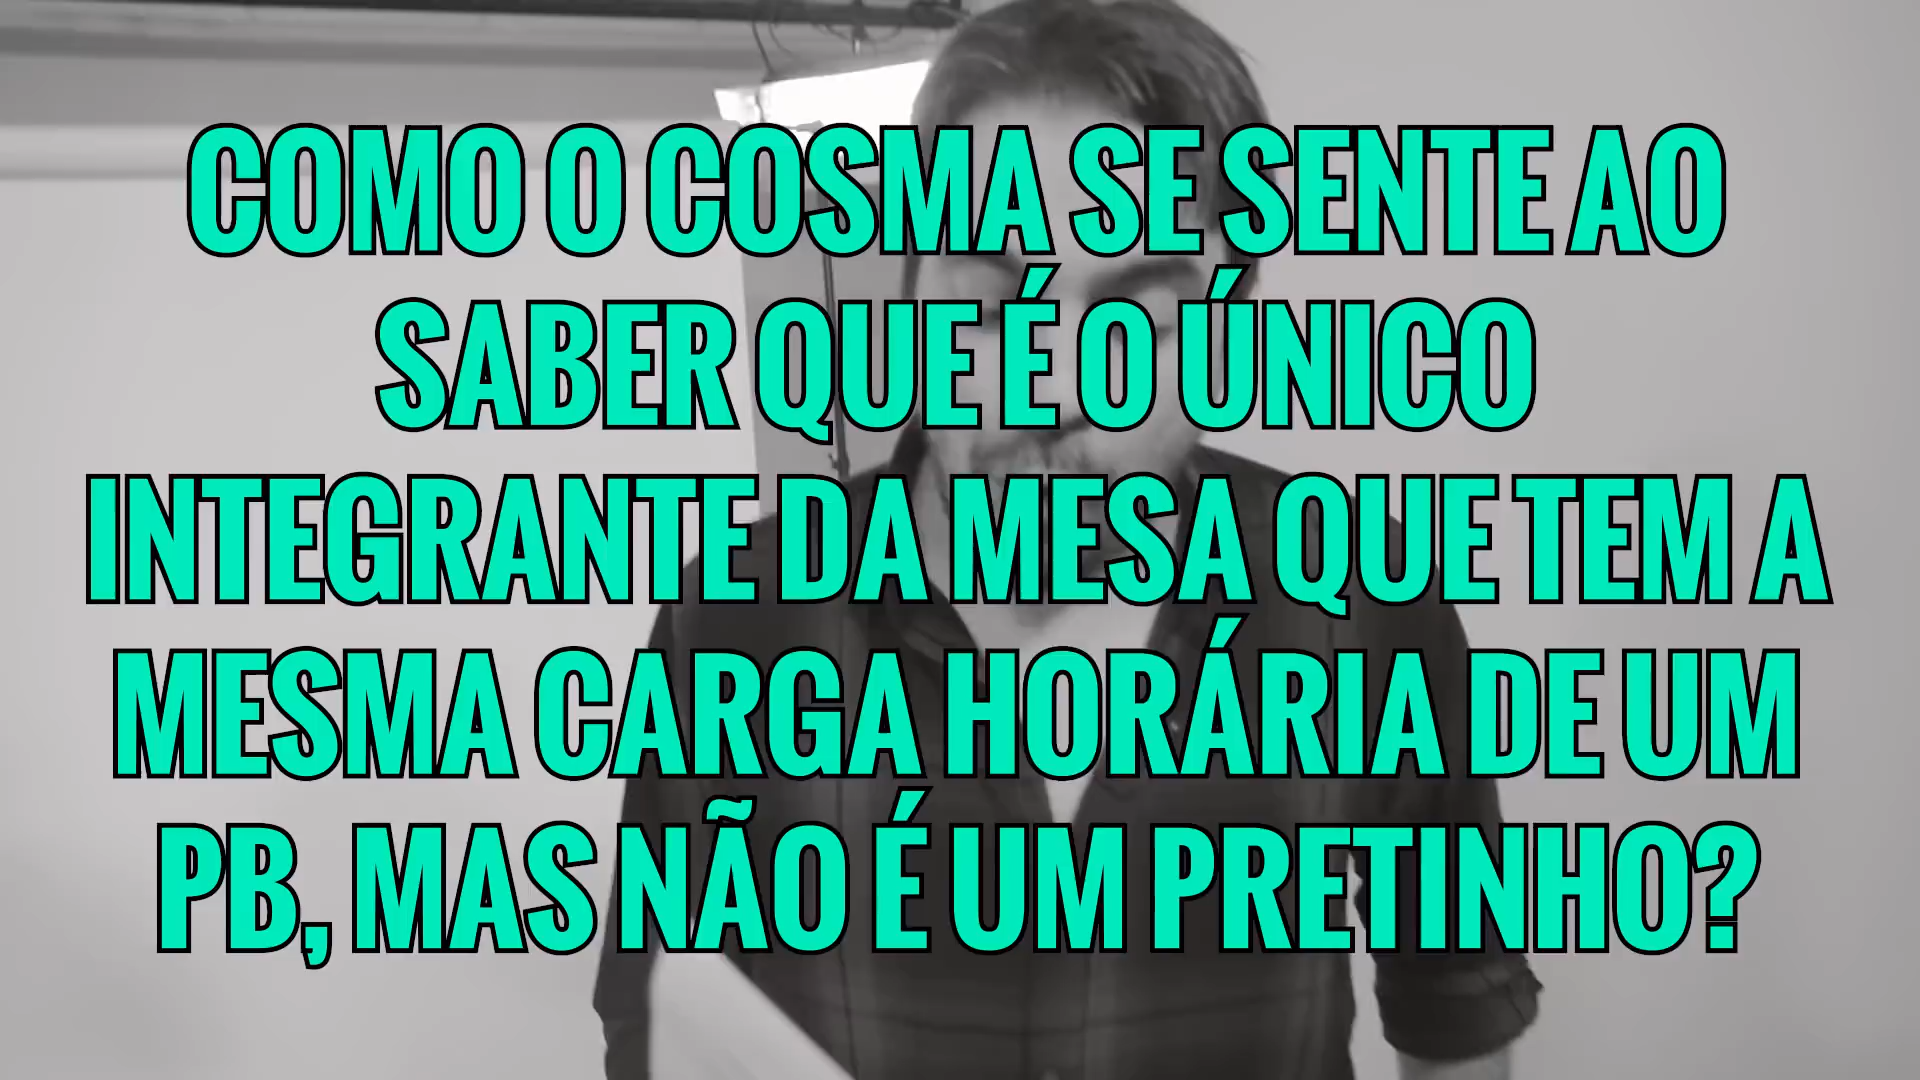 COMO O COSMA SE SENTE AO
SABER QUE É O ÚNICO
INTEGRANTE DA MESA QUE TEM A
MESMA CARGA HORÁRIA DE UM
PB, MAS NÃO É UM PRETINHO?